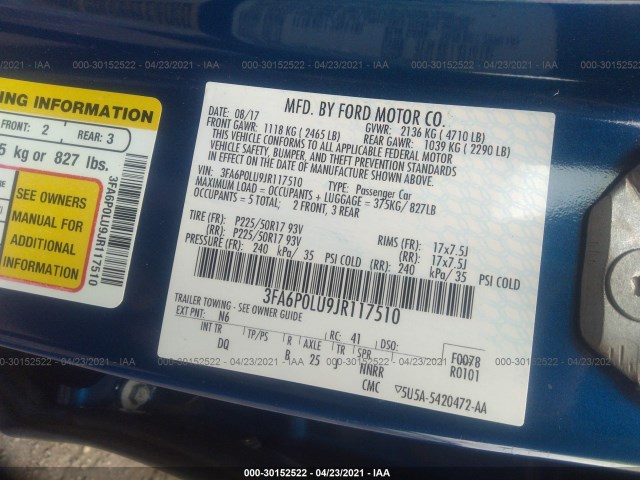 000-30152522 - 04/23/2021 - IAA
MFD. BY FORD MOTOR CO.
08/17
GVWR: 2136 KG ( 4710 LB)
FRONT GAWR: 1118 KG ( 2465 LB)
REAR GAWR: 1039 KG ( 2290 LB)
THIS VEHICLE CONFORMS TO ALL APPLICABLE FEDERAL MOTOR
VEHICLE SAFETY, BUMPER, AND THEFT PREVENTION STANDARDS
IN EFFECT ON THE DATE OF MANUFACTURE SHOWN ABOVE.
VIN: 3FA6P0LU9JR117510
TYPE: Passenger Car
MAXIMUM LOAD = OCCUPANTS + LUGGAGE = 375KG/ 827LB
OCCUPANTS = 5 TOTAL: 2 FRONT, 3 REAR
TIRE (FR): P225/50R17 93V RIMS (FR): 17x7.5J
(RR): P225/50R17 93V (RR): 17x7.5J
PRESSURE (FR): 240 kPa/ 35 PSI COLD (RR): 240 kPa/35 PSI COLD
3FA6P0LU9JR117510
TRAILER TOWING - SEE OWNER GUIDE
EXT PNT: N6 RC: 41 DSO:
INT TR TP/PS R AXLE TR SPR
DQ B 25 J NNRR
F0078
R0101
CMC 5U5A-5420472-AA
ING INFORMATION
FRONT: 2 REAR: 3
5 kg or 827 lbs.
SEE OWNERS
MANUAL FOR
ADDITIONAL
INFORMATION
3FA6P0LU9JR117510
000-30152522 - 04/23/2021 - IAA